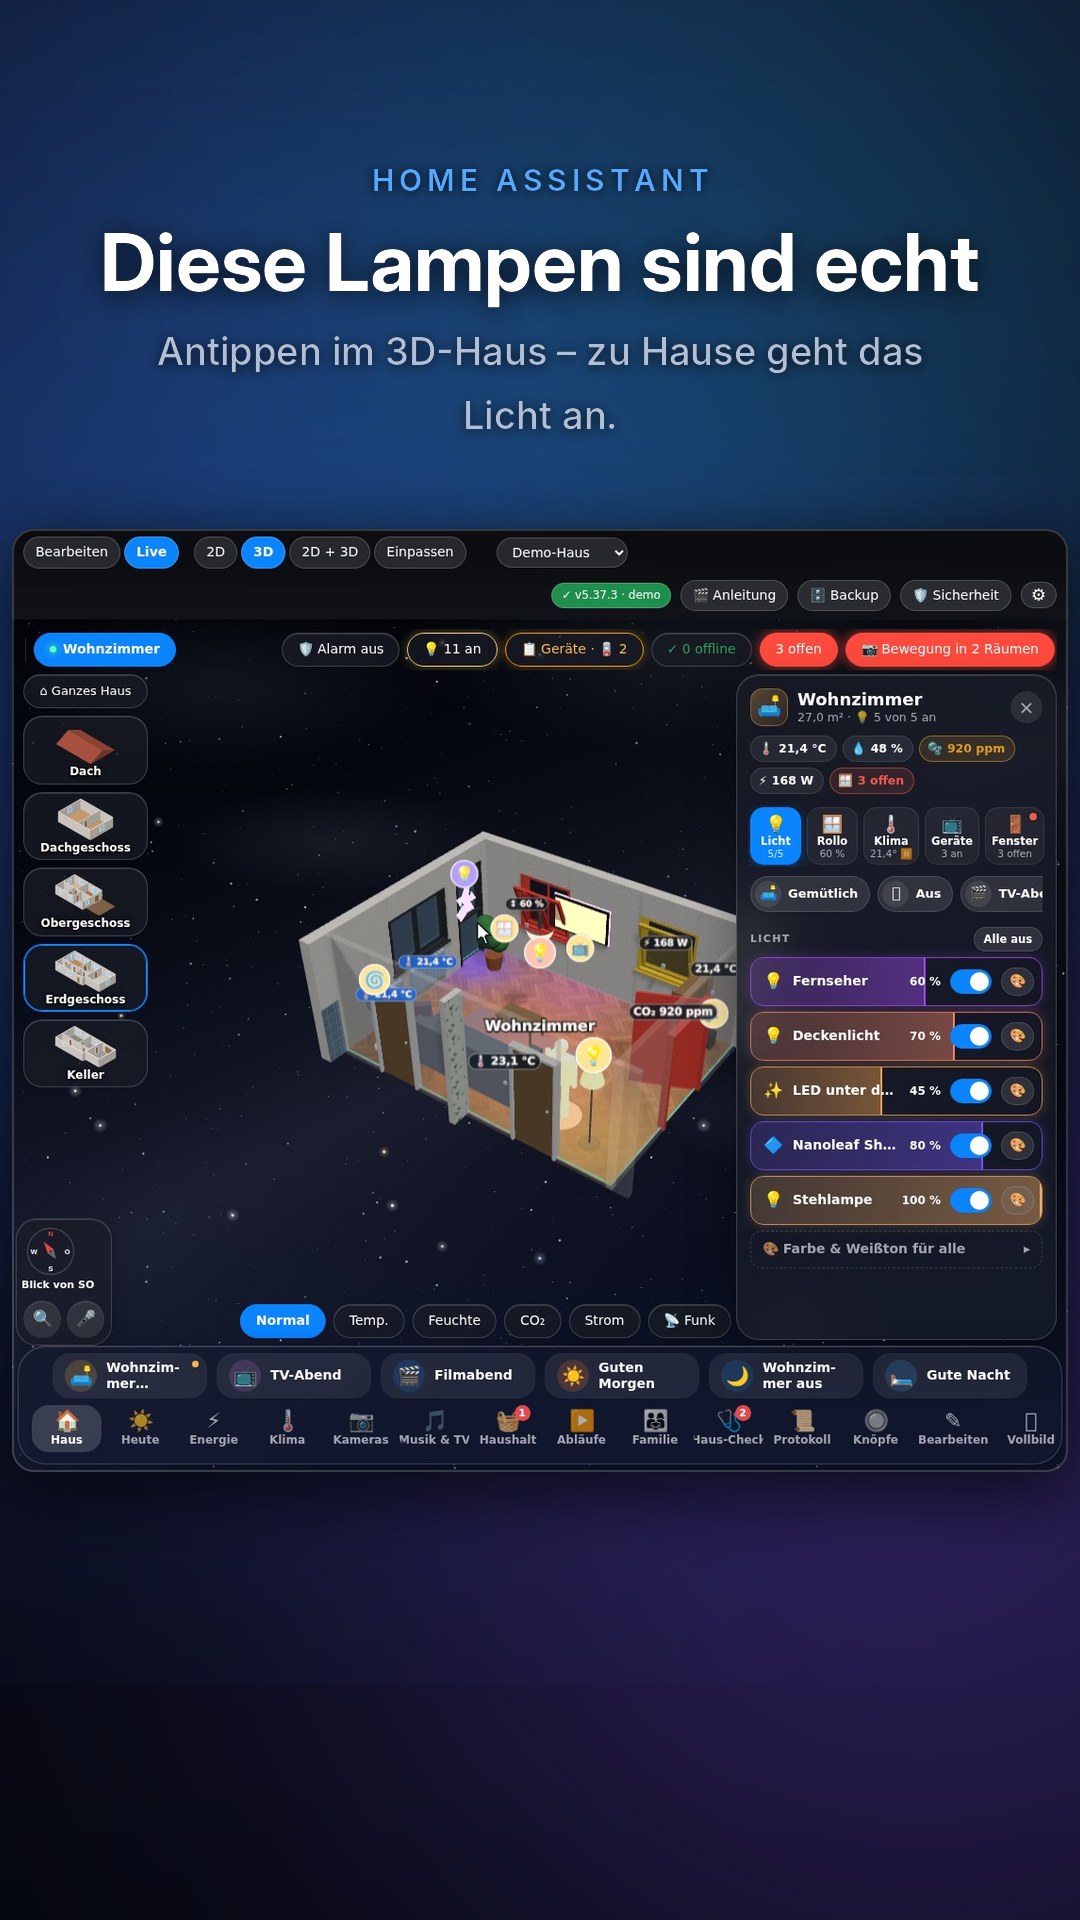 HOME ASSISTANT
Diese Lampen sind echt
Antippen im 3D-Haus – zu Hause geht das
Licht an.
Bearbeiten Live 2D 3D 2D + 3D Einpassen Demo-Haus
✓ v5.37.3 · demo Anleitung Backup Sicherheit
Wohnzimmer Alarm aus 11 an Geräte · 2 ✓ 0 offline 3 offen Bewegung in 2 Räumen
Ganzes Haus
Dach
Dachgeschoss
Obergeschoss
Erdgeschoss
Keller
60 %
168 W
21,4 °C
21,4 °C
21,4 °C
CO₂ 920 ppm
Wohnzimmer
23,1 °C
Wohnzimmer
27,0 m² · 5 von 5 an
21,4 °C 48 % 920 ppm
168 W 3 offen
Licht Rollo Klima Geräte Fenster
5/5 60 % 21,4° 3 an 3 offen
Gemütlich Aus TV-Abe
LICHT Alle aus
Fernseher 60 %
Deckenlicht 70 %
LED unter d... 45 %
Nanoleaf Sh... 80 %
Stehlampe 100 %
Farbe & Weißton für alle
N
W O
S
Blick von SO
Normal Temp. Feuchte CO₂ Strom Funk
Wohnzim-
mer...
TV-Abend
Filmabend
Guten
Morgen
Wohnzim-
mer aus
Gute Nacht
1 2
Haus Heute Energie Klima Kameras Musik & TV Haushalt Abläufe Familie Haus-Check Protokoll Knöpfe Bearbeiten Vollbild